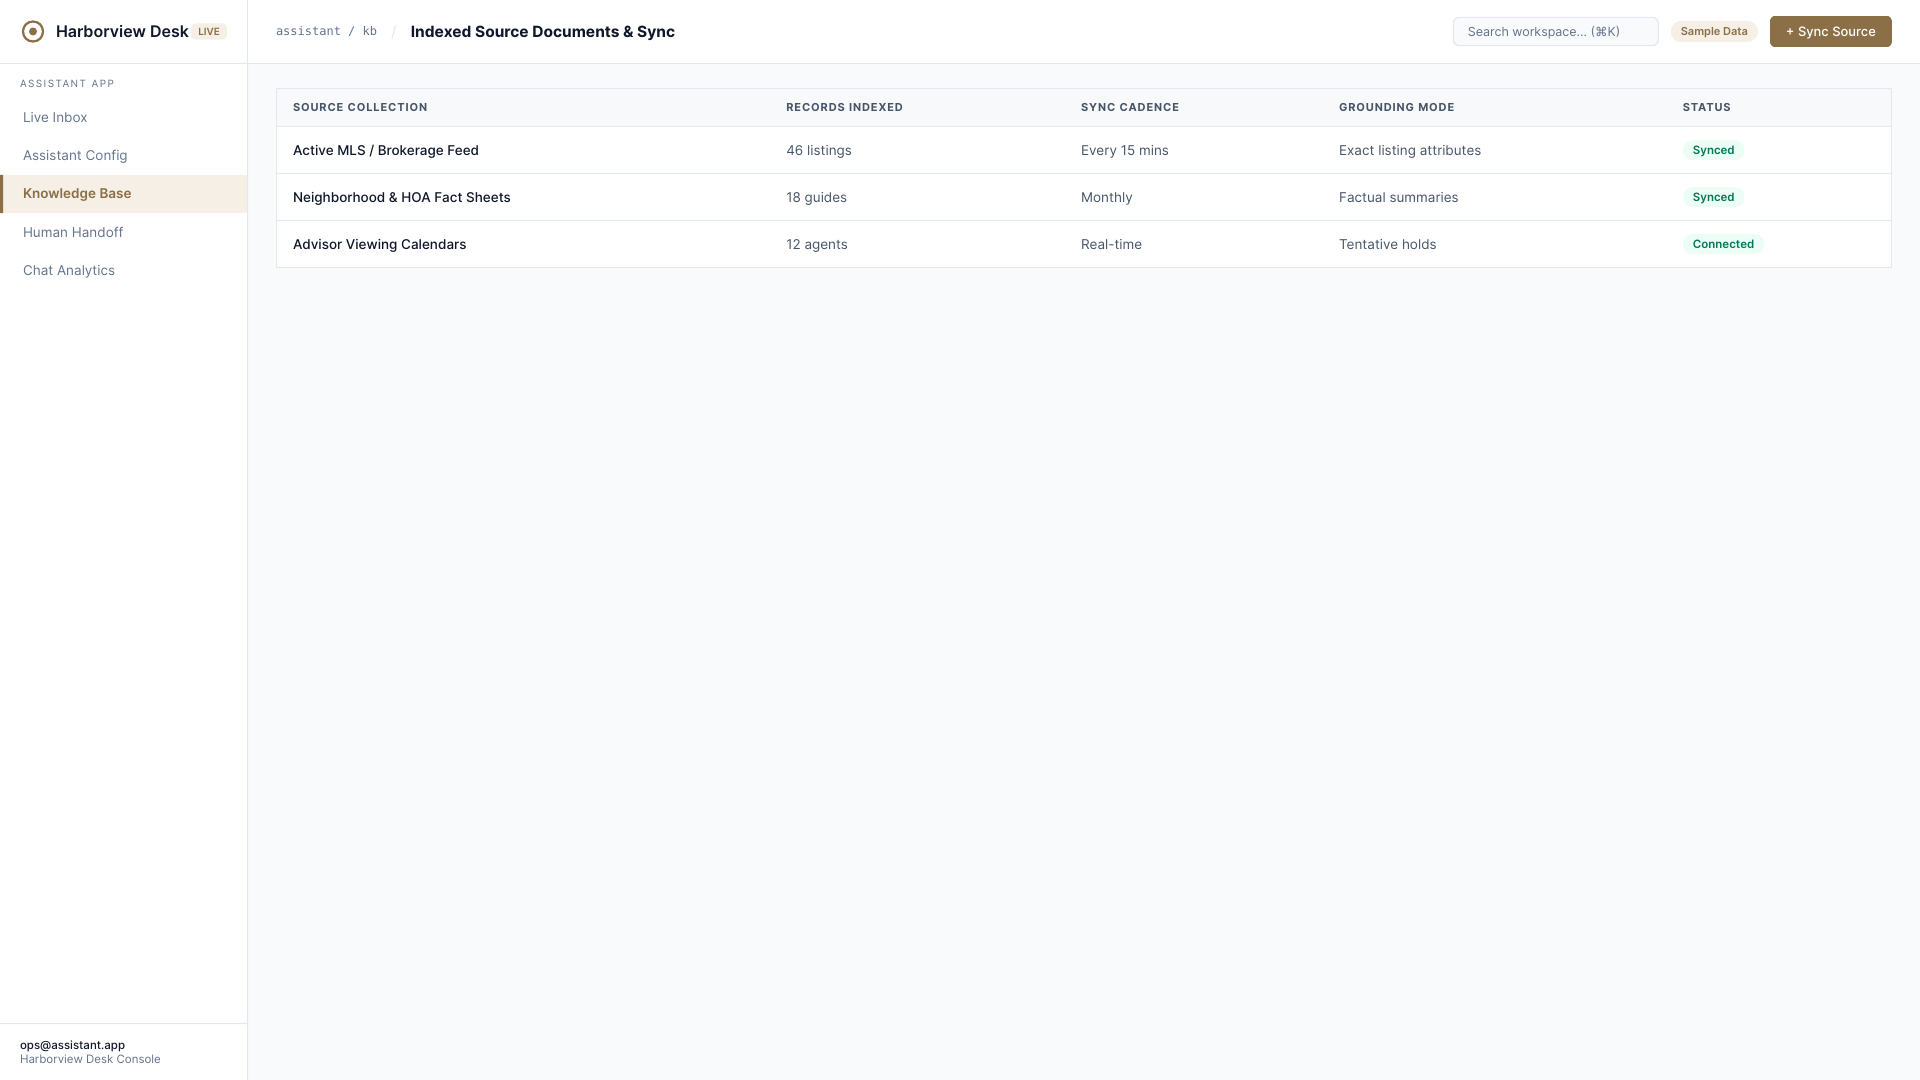 Harborview Desk LIVE
assistant / kb / Indexed Source Documents & Sync
Search workspace... (⌘K)
Sample Data
+ Sync Source
ASSISTANT APP
Live Inbox
Assistant Config
Knowledge Base
Human Handoff
Chat Analytics
SOURCE COLLECTION RECORDS INDEXED SYNC CADENCE GROUNDING MODE STATUS
Active MLS / Brokerage Feed 46 listings Every 15 mins Exact listing attributes Synced
Neighborhood & HOA Fact Sheets 18 guides Monthly Factual summaries Synced
Advisor Viewing Calendars 12 agents Real-time Tentative holds Connected
ops@assistant.app
Harborview Desk Console